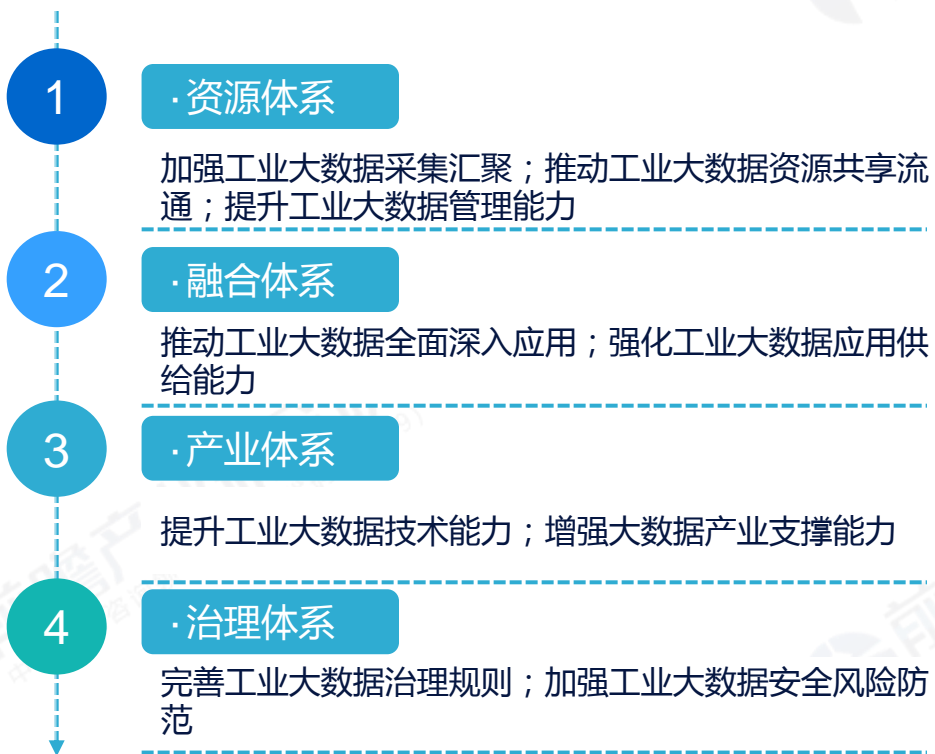 1
·资源体系
加强工业大数据采集汇聚；推动工业大数据资源共享流
通；提升工业大数据管理能力
2
·融合体系
推动工业大数据全面深入应用；强化工业大数据应用供
给能力
3
·产业体系
提升工业大数据技术能力；增强大数据产业支撑能力
4
·治理体系
完善工业大数据治理规则；加强工业大数据安全风险防
范